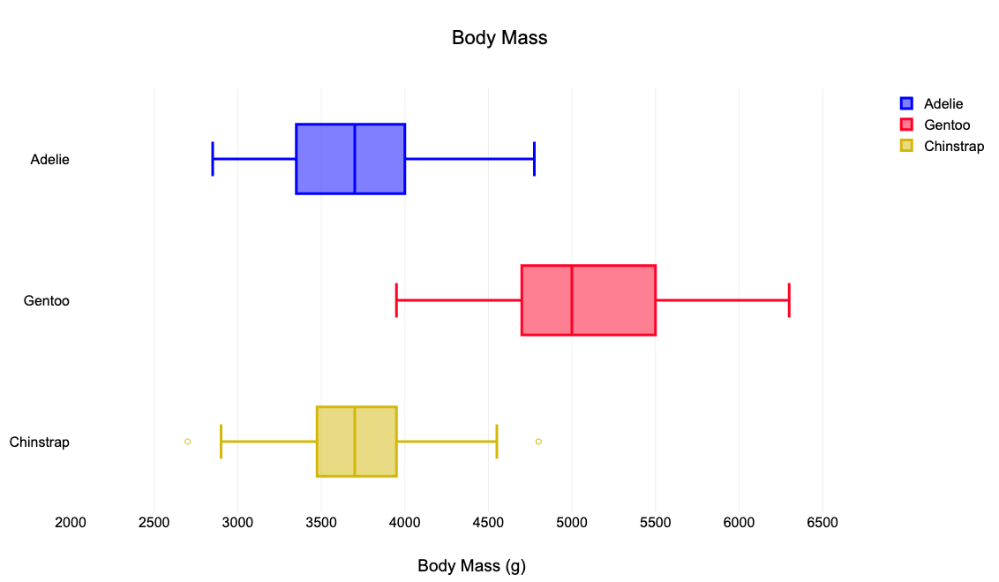 Body Mass
Adelie
Gentoo
Chinstrap
Adelie
Gentoo
Chinstrap
2000 2500 3000 3500 4000 4500 5000 5500 6000 6500
Body Mass (g)